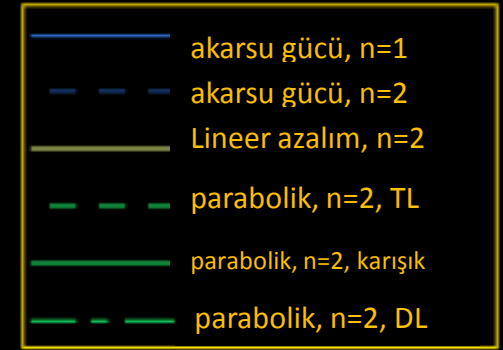 akarsu gücü, n=1
akarsu gücü, n=2
Lineer azalım, n=2
parabolik, n=2, TL
parabolik, n=2, karışık
parabolik, n=2, DL